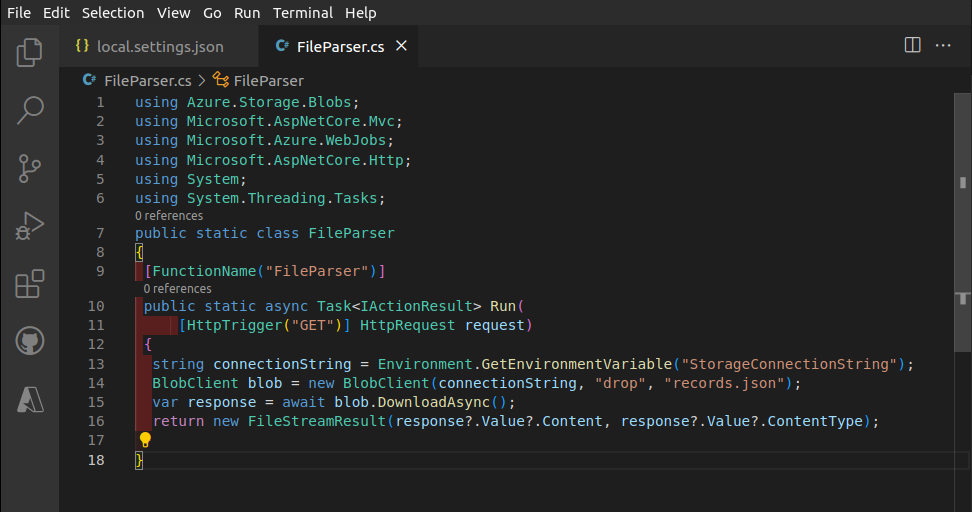 File Edit Selection View Go Run Terminal Help
{} local.settings.json C# FileParser.cs ×
C# FileParser.cs > FileParser
1 using Azure.Storage.Blobs;
2 using Microsoft.AspNetCore.Mvc;
3 using Microsoft.Azure.WebJobs;
4 using Microsoft.AspNetCore.Http;
5 using System;
6 using System.Threading.Tasks;
0 references
7 public static class FileParser
8 {
9 [FunctionName("FileParser")]
0 references
10 public static async Task<IActionResult> Run(
11 [HttpTrigger("GET")] HttpRequest request)
12 {
13 string connectionString = Environment.GetEnvironmentVariable("StorageConnectionString");
14 BlobClient blob = new BlobClient(connectionString, "drop", "records.json");
15 var response = await blob.DownloadAsync();
16 return new FileStreamResult(response?.Value?.Content, response?.Value?.ContentType);
17
18 }